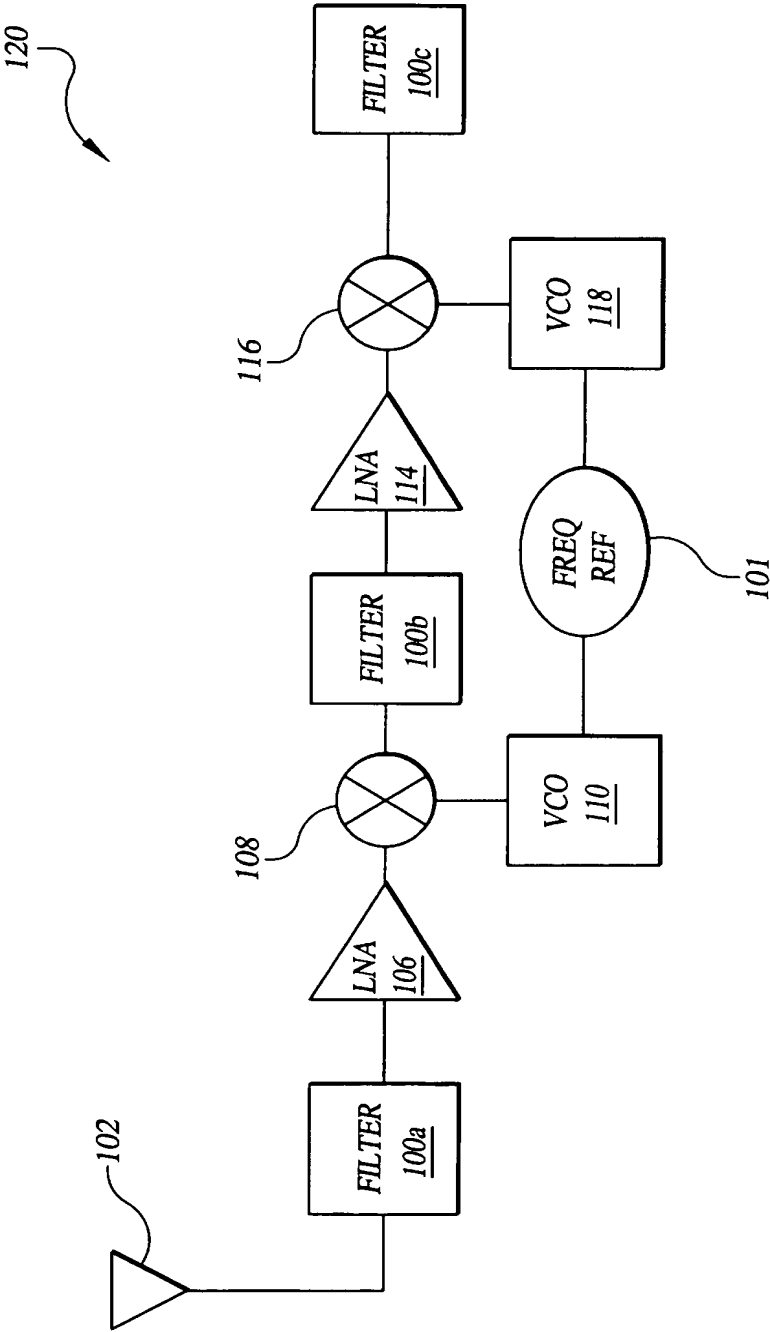 120
102
FILTER
100a
LNA
106
108
FILTER
100b
LNA
114
116
FILTER
100c
VCO
110
FREQ
REF
101
VCO
118